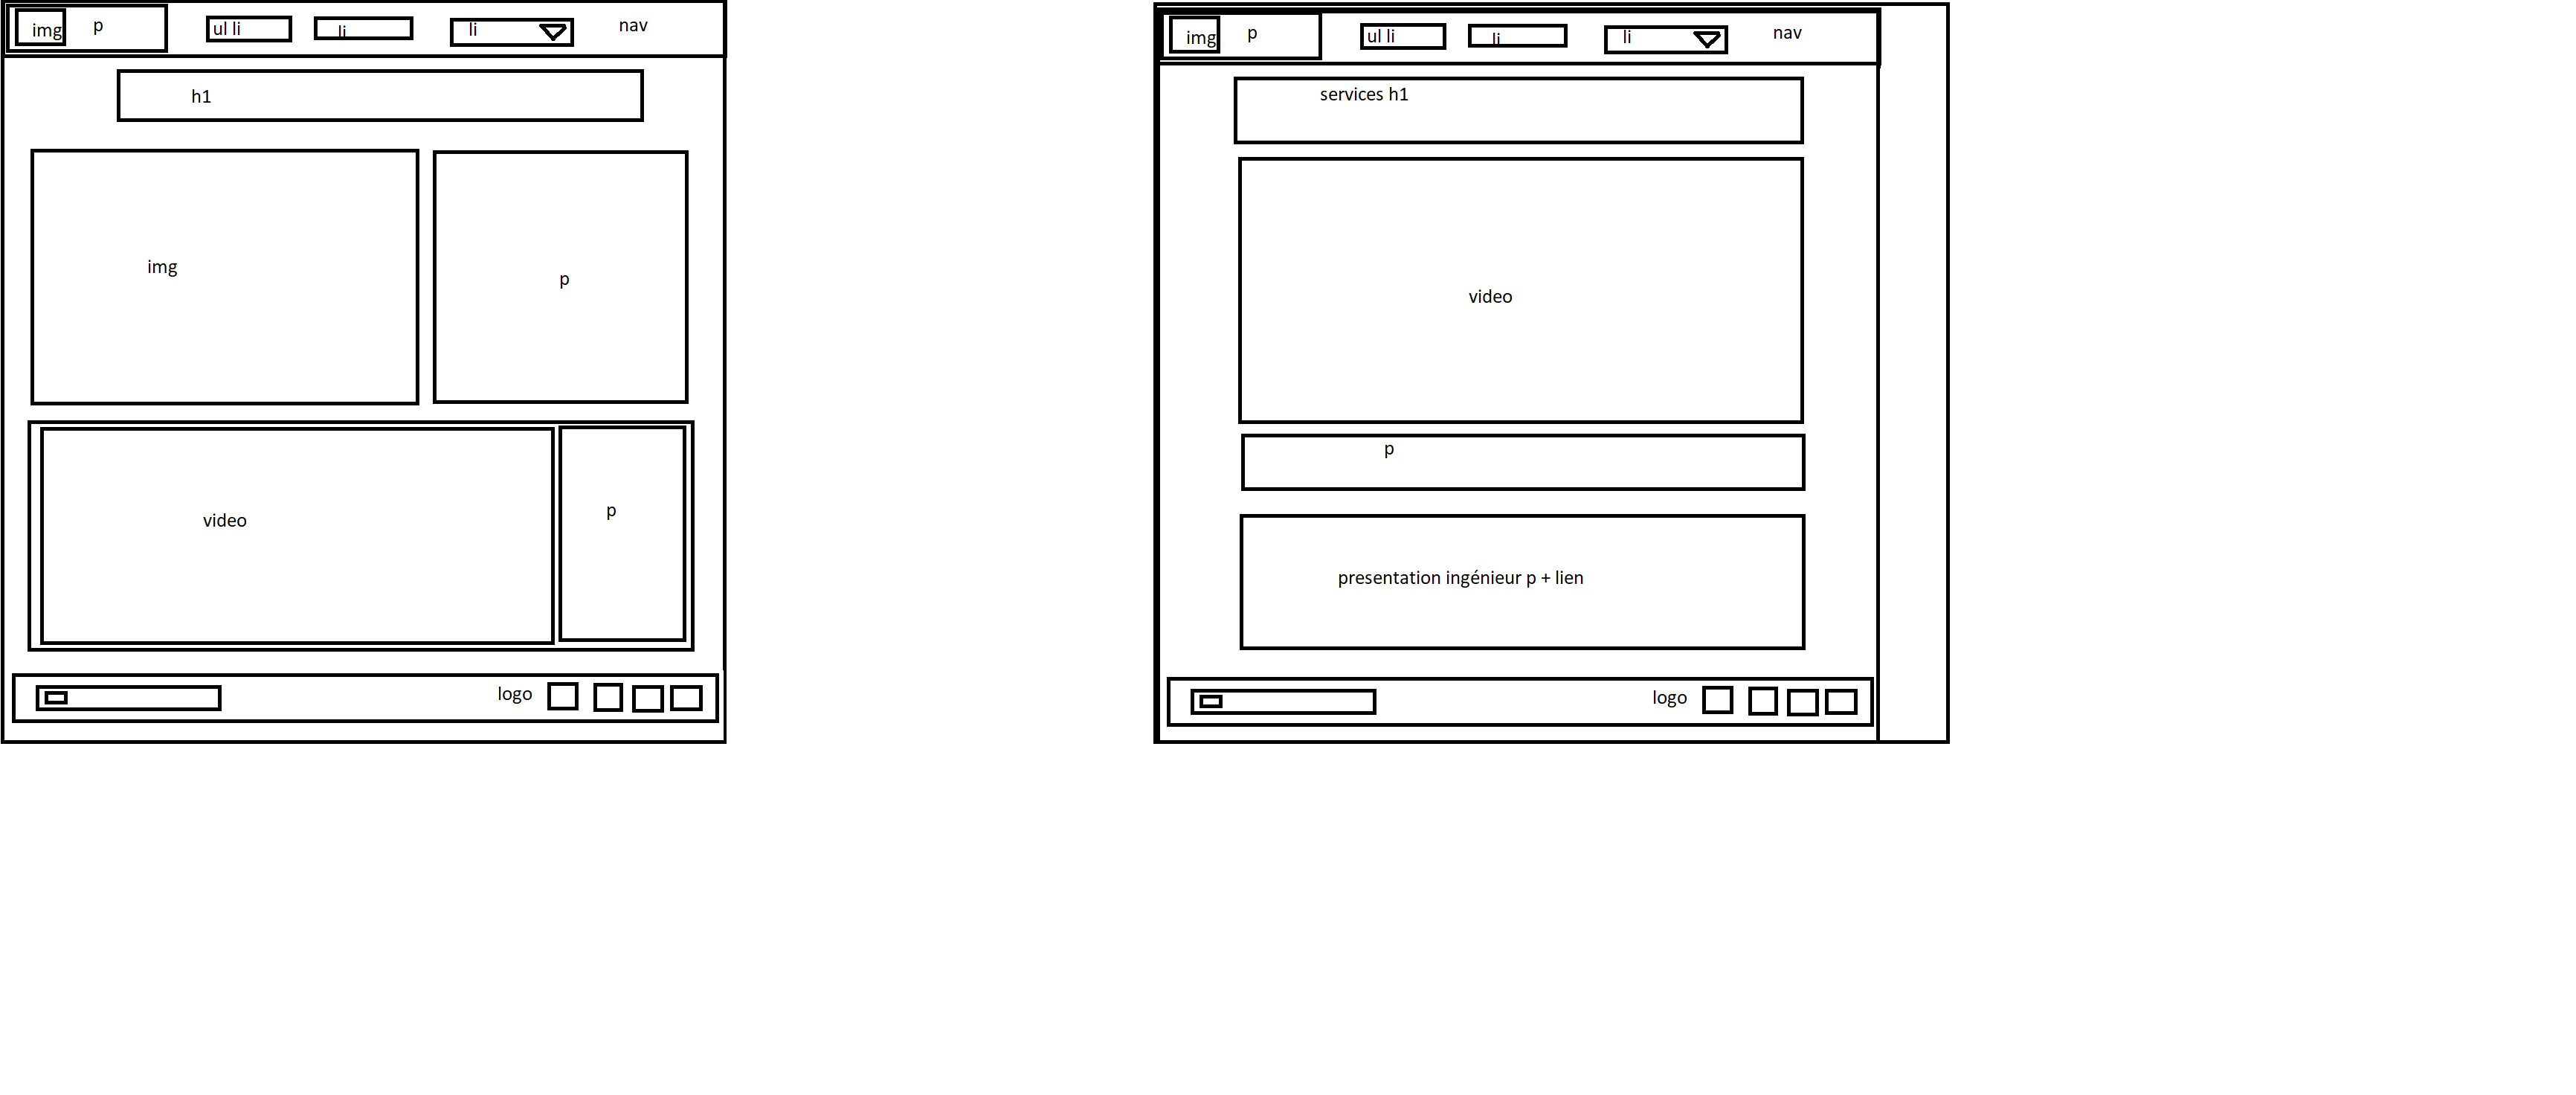 img p ul li li li nav
h1
img p
video p
logo
img p ul li li li nav
services h1
video
p
presentation ingénieur p + lien
logo